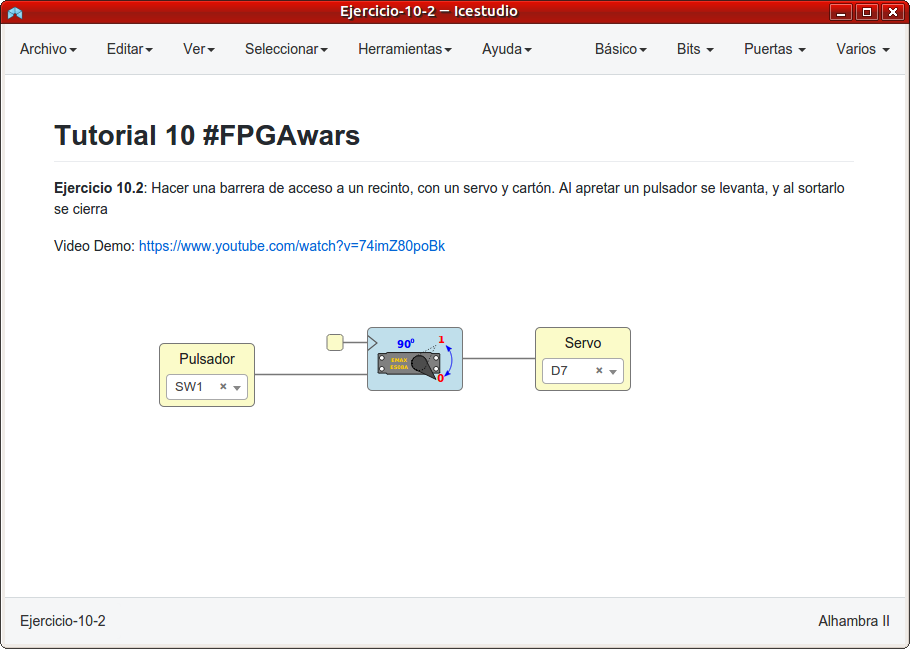 Ejercicio-10-2 – Icestudio
Archivo Editar Ver Seleccionar Herramientas Ayuda Básico Bits Puertas Varios
Tutorial 10 #FPGAwars
Ejercicio 10.2: Hacer una barrera de acceso a un recinto, con un servo y cartón. Al apretar un pulsador se levanta, y al sortarlo
se cierra
Video Demo: https://www.youtube.com/watch?v=74imZ80poBk
Pulsador
SW1
90º
1
EMAX
ES08A
0
Servo
D7
Ejercicio-10-2
Alhambra II